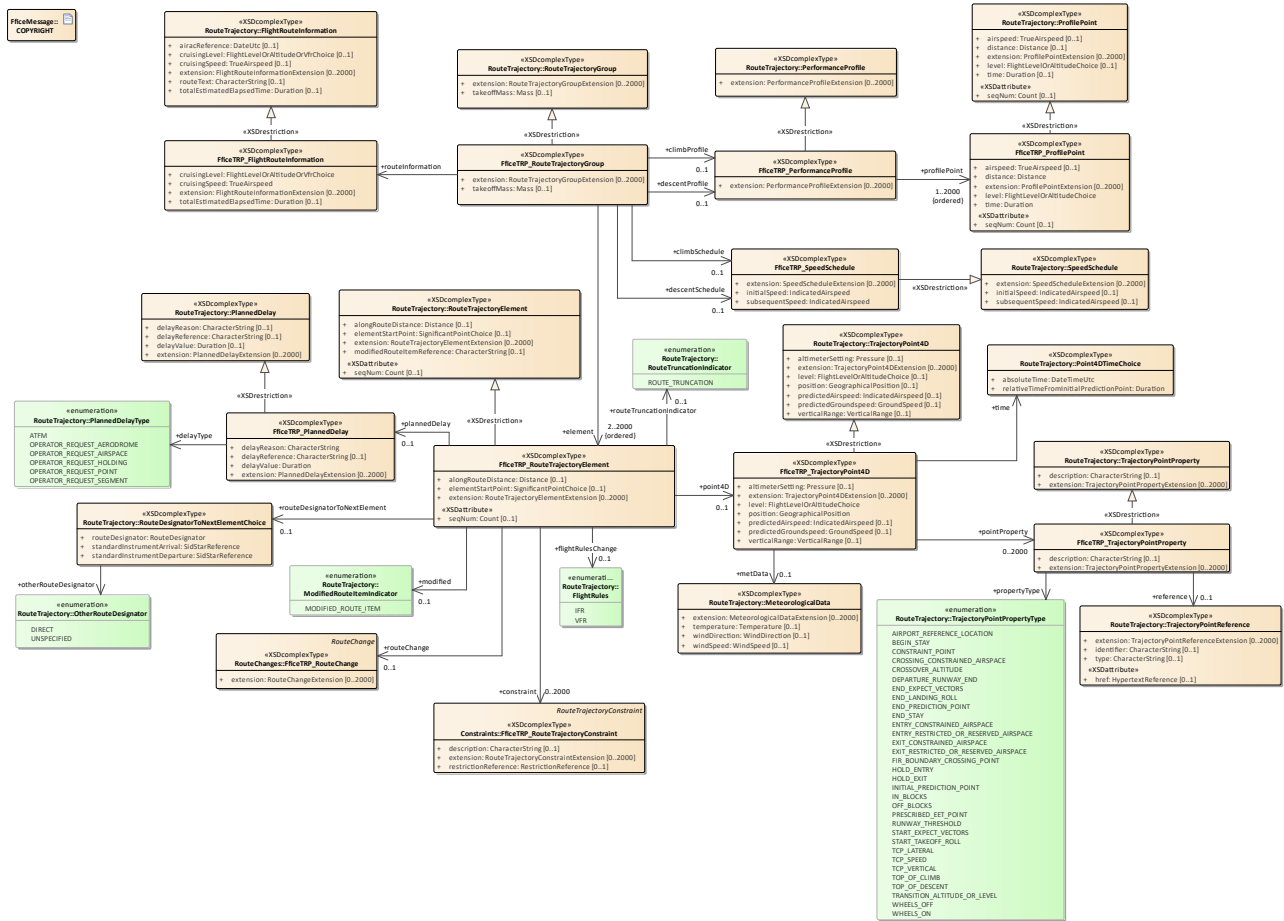 FficeMessage::
COPYRIGHT
«XSDcomplexType»
RouteTrajectory::FlightRouteInformation
+ airacReference: DateUtc [0..1]
+ cruisingLevel: FlightLevelOrAltitudeOrVfrChoice [0..1]
+ cruisingSpeed: TrueAirspeed [0..1]
+ extension: FlightRouteInformationExtension [0..2000]
+ routeText: CharacterString [0..1]
+ totalEstimatedElapsedTime: Duration [0..1]
«XSDcomplexType»
RouteTrajectory::RouteTrajectoryGroup
+ extension: RouteTrajectoryGroupExtension [0..2000]
+ takeoffMass: Mass [0..1]
«XSDcomplexType»
RouteTrajectory::PerformanceProfile
+ extension: PerformanceProfileExtension [0..2000]
«XSDcomplexType»
RouteTrajectory::ProfilePoint
+ airspeed: TrueAirspeed [0..1]
+ distance: Distance [0..1]
+ extension: ProfilePointExtension [0..2000]
+ level: FlightLevelOrAltitudeChoice [0..1]
+ time: Duration [0..1]
«XSDattribute»
+ seqNum: Count [0..1]
«XSDrestriction»
«XSDrestriction»
«XSDrestriction»
«XSDrestriction»
«XSDcomplexType»
FficeTRP_FlightRouteInformation
+ cruisingLevel: FlightLevelOrAltitudeOrVfrChoice
+ cruisingSpeed: TrueAirspeed
+ extension: FlightRouteInformationExtension [0..2000]
+ totalEstimatedElapsedTime: Duration [0..1]
+routeInformation
«XSDcomplexType»
FficeTRP_RouteTrajectoryGroup
+ extension: RouteTrajectoryGroupExtension [0..2000]
+ takeoffMass: Mass [0..1]
+climbProfile
0..1
+descentProfile
0..1
«XSDcomplexType»
FficeTRP_PerformanceProfile
+ extension: PerformanceProfileExtension [0..2000]
+profilePoint
1..2000
{ordered}
«XSDcomplexType»
FficeTRP_ProfilePoint
+ airspeed: TrueAirspeed [0..1]
+ distance: Distance
+ extension: ProfilePointExtension [0..2000]
+ level: FlightLevelOrAltitudeChoice
+ time: Duration
«XSDattribute»
+ seqNum: Count [0..1]
+climbSchedule
0..1
+descentSchedule
0..1
«XSDcomplexType»
FficeTRP_SpeedSchedule
+ extension: SpeedScheduleExtension [0..2000]
+ initialSpeed: IndicatedAirspeed
+ subsequentSpeed: IndicatedAirspeed
«XSDrestriction»
«XSDcomplexType»
RouteTrajectory::SpeedSchedule
+ extension: SpeedScheduleExtension [0..2000]
+ initialSpeed: IndicatedAirspeed [0..1]
+ subsequentSpeed: IndicatedAirspeed [0..1]
«XSDcomplexType»
RouteTrajectory::PlannedDelay
+ delayReason: CharacterString [0..1]
+ delayReference: CharacterString [0..1]
+ delayValue: Duration [0..1]
+ extension: PlannedDelayExtension [0..2000]
«XSDrestriction»
«XSDcomplexType»
RouteTrajectory::RouteTrajectoryElement
+ alongRouteDistance: Distance [0..1]
+ elementStartPoint: SignificantPointChoice [0..1]
+ extension: RouteTrajectoryElementExtension [0..2000]
+ modifiedRouteItemReference: CharacterString [0..1]
«XSDattribute»
+ seqNum: Count [0..1]
«XSDrestriction»
«enumeration»
RouteTrajectory::
RouteTruncationIndicator
ROUTE_TRUNCATION
0..1
+routeTruncationIndicator
2..2000
{ordered}
+element
«XSDcomplexType»
RouteTrajectory::TrajectoryPoint4D
+ altimeterSetting: Pressure [0..1]
+ extension: TrajectoryPoint4DExtension [0..2000]
+ level: FlightLevelOrAltitudeChoice [0..1]
+ position: GeographicalPosition [0..1]
+ predictedAirspeed: IndicatedAirspeed [0..1]
+ predictedGroundspeed: GroundSpeed [0..1]
+ verticalRange: VerticalRange [0..1]
«XSDrestriction»
«XSDcomplexType»
RouteTrajectory::Point4DTimeChoice
+ absoluteTime: DateTimeUtc
+ relativeTimeFromInitialPredictionPoint: Duration
+time
«enumeration»
RouteTrajectory::PlannedDelayType
ATFM
OPERATOR_REQUEST_AERODROME
OPERATOR_REQUEST_AIRSPACE
OPERATOR_REQUEST_HOLDING
OPERATOR_REQUEST_POINT
OPERATOR_REQUEST_SEGMENT
+delayType
«XSDcomplexType»
FficeTRP_PlannedDelay
+ delayReason: CharacterString
+ delayReference: CharacterString [0..1]
+ delayValue: Duration
+ extension: PlannedDelayExtension [0..2000]
+plannedDelay
0..1
«XSDcomplexType»
FficeTRP_RouteTrajectoryElement
+ alongRouteDistance: Distance [0..1]
+ elementStartPoint: SignificantPointChoice [0..1]
+ extension: RouteTrajectoryElementExtension [0..2000]
«XSDattribute»
+ seqNum: Count [0..1]
+point4D
0..1
«XSDcomplexType»
FficeTRP_TrajectoryPoint4D
+ altimeterSetting: Pressure [0..1]
+ extension: TrajectoryPoint4DExtension [0..2000]
+ level: FlightLevelOrAltitudeChoice
+ position: GeographicalPosition
+ predictedAirspeed: IndicatedAirspeed [0..1]
+ predictedGroundspeed: GroundSpeed [0..1]
+ verticalRange: VerticalRange [0..1]
«XSDcomplexType»
RouteTrajectory::TrajectoryPointProperty
+ description: CharacterString [0..1]
+ extension: TrajectoryPointPropertyExtension [0..2000]
«XSDrestriction»
+pointProperty
0..2000
«XSDcomplexType»
FficeTRP_TrajectoryPointProperty
+ description: CharacterString [0..1]
+ extension: TrajectoryPointPropertyExtension [0..2000]
«XSDcomplexType»
RouteTrajectory::RouteDesignatorToNextElementChoice
+ routeDesignator: RouteDesignator
+ standardInstrumentArrival: SidStarReference
+ standardInstrumentDeparture: SidStarReference
+routeDesignatorToNextElement
0..1
+otherRouteDesignator
«enumeration»
RouteTrajectory::OtherRouteDesignator
DIRECT
UNSPECIFIED
«enumeration»
RouteTrajectory::
ModifiedRouteItemIndicator
MODIFIED_ROUTE_ITEM
+modified
0..1
+flightRulesChange
0..1
«enumerati...
RouteTrajectory::
FlightRules
IFR
VFR
+metData
0..1
«XSDcomplexType»
RouteTrajectory::MeteorologicalData
+ extension: MeteorologicalDataExtension [0..2000]
+ temperature: Temperature [0..1]
+ windDirection: WindDirection [0..1]
+ windSpeed: WindSpeed [0..1]
+propertyType
+reference
0..1
«enumeration»
RouteTrajectory::TrajectoryPointPropertyType
AIRPORT_REFERENCE_LOCATION
BEGIN_STAY
CONSTRAINT_POINT
CROSSING_CONSTRAINED_AIRSPACE
CROSSOVER_ALTITUDE
DEPARTURE_RUNWAY_END
END_EXPECT_VECTORS
END_LANDING_ROLL
END_PREDICTION_POINT
END_STAY
ENTRY_CONSTRAINED_AIRSPACE
ENTRY_RESTRICTED_OR_RESERVED_AIRSPACE
EXIT_CONSTRAINED_AIRSPACE
EXIT_RESTRICTED_OR_RESERVED_AIRSPACE
FIR_BOUNDARY_CROSSING_POINT
HOLD_ENTRY
HOLD_EXIT
INITIAL_PREDICTION_POINT
IN_BLOCKS
OFF_BLOCKS
PRESCRIBED_EET_POINT
RUNWAY_THRESHOLD
START_EXPECT_VECTORS
START_TAKEOFF_ROLL
TCP_LATERAL
TCP_SPEED
TCP_VERTICAL
TOP_OF_CLIMB
TOP_OF_DESCENT
TRANSITION_ALTITUDE_OR_LEVEL
WHEELS_OFF
WHEELS_ON
«XSDcomplexType»
RouteTrajectory::TrajectoryPointReference
+ extension: TrajectoryPointReferenceExtension [0..2000]
+ identifier: CharacterString [0..1]
+ type: CharacterString [0..1]
«XSDattribute»
+ href: HypertextReference [0..1]
RouteChange
«XSDcomplexType»
RouteChanges::FficeTRP_RouteChange
+ extension: RouteChangeExtension [0..2000]
+routeChange
0..1
+constraint
0..2000
RouteTrajectoryConstraint
«XSDcomplexType»
Constraints::FficeTRP_RouteTrajectoryConstraint
+ description: CharacterString [0..1]
+ extension: RouteTrajectoryConstraintExtension [0..2000]
+ restrictionReference: RestrictionReference [0..1]